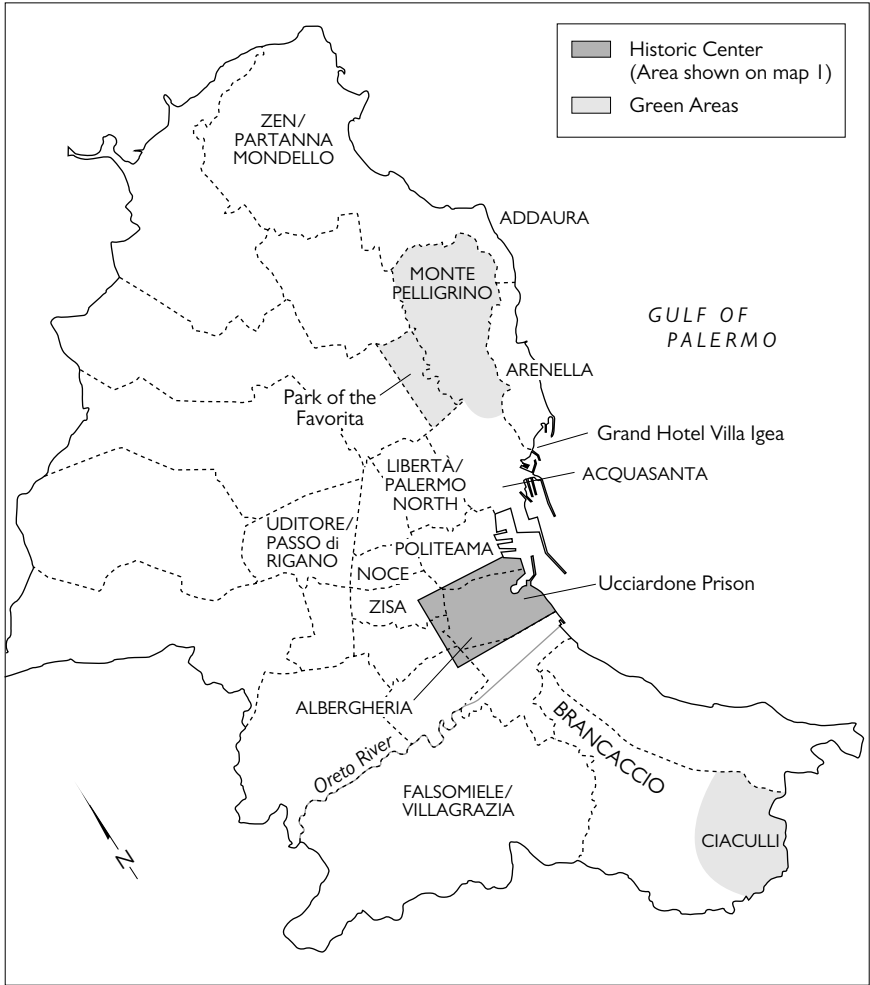 Historic Center
(Area shown on map 1)
Green Areas
ZEN/
PARTANNA
MONDELLO
ADDAURA
MONTE
PELLIGRINO
GULF OF
PALERMO
ARENELLA
Park of the
Favorita
Grand Hotel Villa Igea
LIBERTÀ/
PALERMO
NORTH
ACQUASANTA
UDITORE/
PASSO di
RIGANO
POLITEAMA
NOCE
Ucciardone Prison
ZISA
ALBERGHERIA
BRANCACCIO
Oreto River
FALSOMIELE/
VILLAGRAZIA
CIACULLI
N